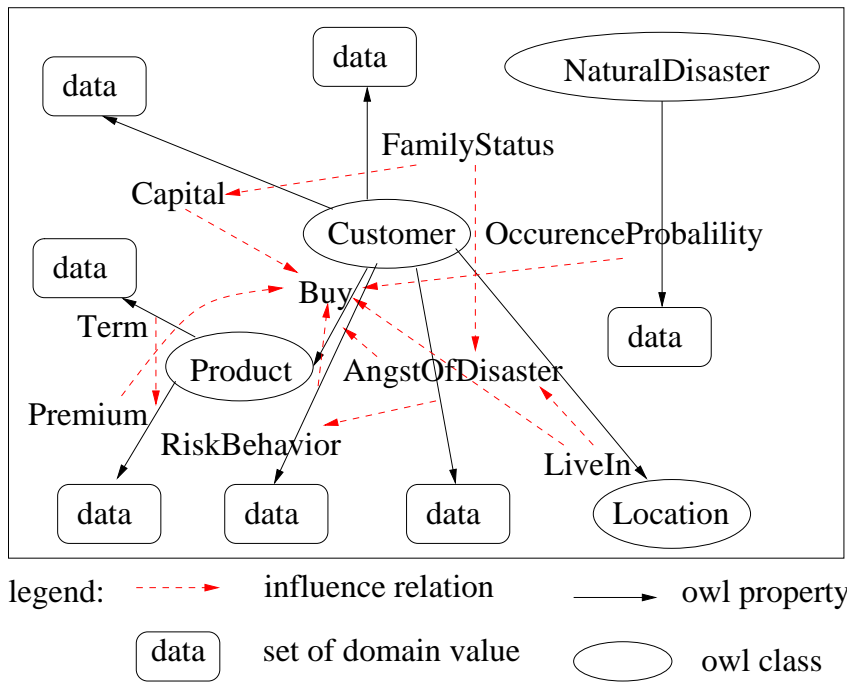 data
data
NaturalDisaster
FamilyStatus
Capital
Customer
OccurenceProbalility
data
Buy
Term
data
Product
AngstOfDisaster
Premium
RiskBehavior
LiveIn
data
data
data
Location
legend:
influence relation
owl property
data
set of domain value
owl class